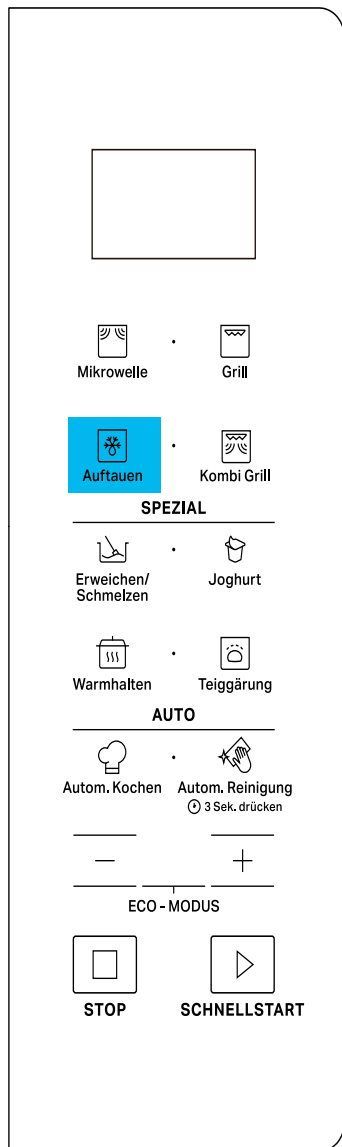 Mikrowelle
Grill
Auftauen
Kombi Grill
SPEZIAL
Erweichen/
Schmelzen
Joghurt
Warmhalten
Teiggärung
AUTO
Autom. Kochen
Autom. Reinigung
3 Sek. drücken
ECO - MODUS
STOP
SCHNELLSTART